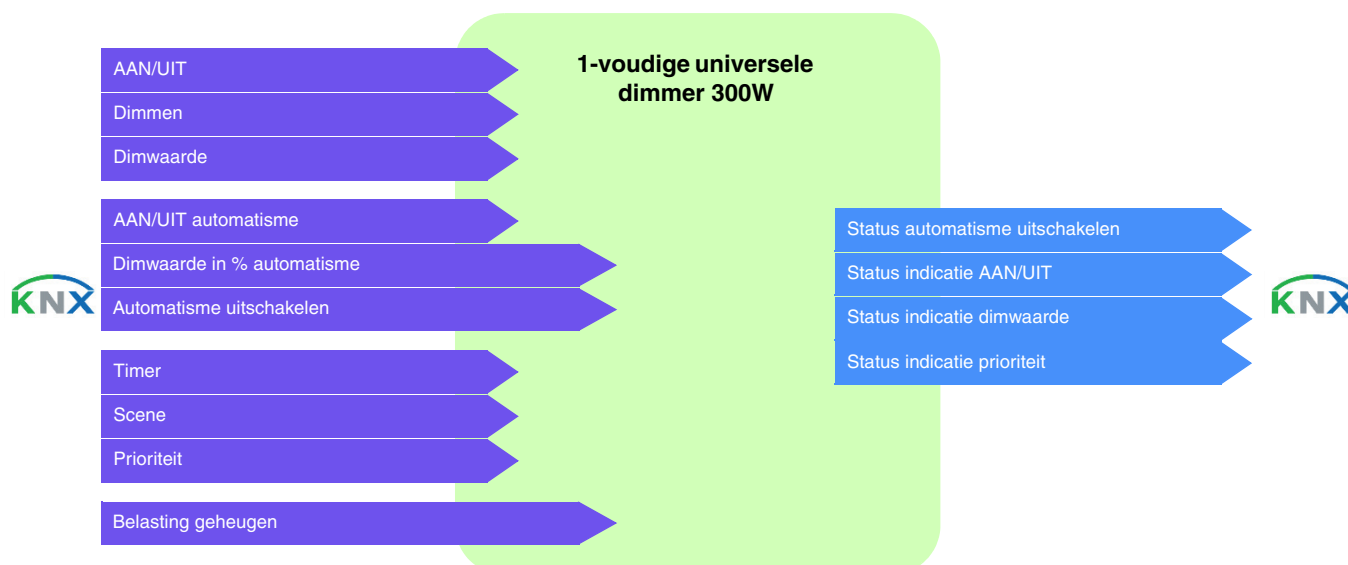 1-voudige universele
dimmer 300W
AAN/UIT
Dimmen
Dimwaarde
AAN/UIT automatisme
Dimwaarde in % automatisme
Automatisme uitschakelen
Timer
Scene
Prioriteit
Belasting geheugen
KNX
Status automatisme uitschakelen
Status indicatie AAN/UIT
Status indicatie dimwaarde
Status indicatie prioriteit
KNX